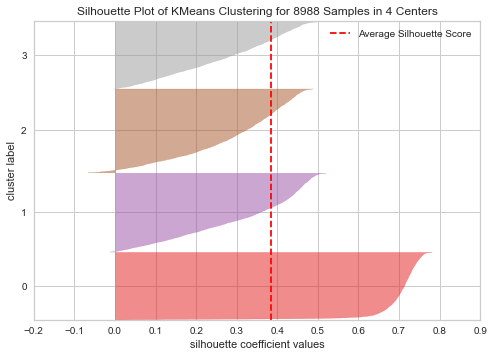 Silhouette Plot of KMeans Clustering for 8988 Samples in 4 Centers
Average Silhouette Score
3
2
1
0
cluster label
-0.2 -0.1 0.0 0.1 0.2 0.3 0.4 0.5 0.6 0.7 0.8 0.9
silhouette coefficient values